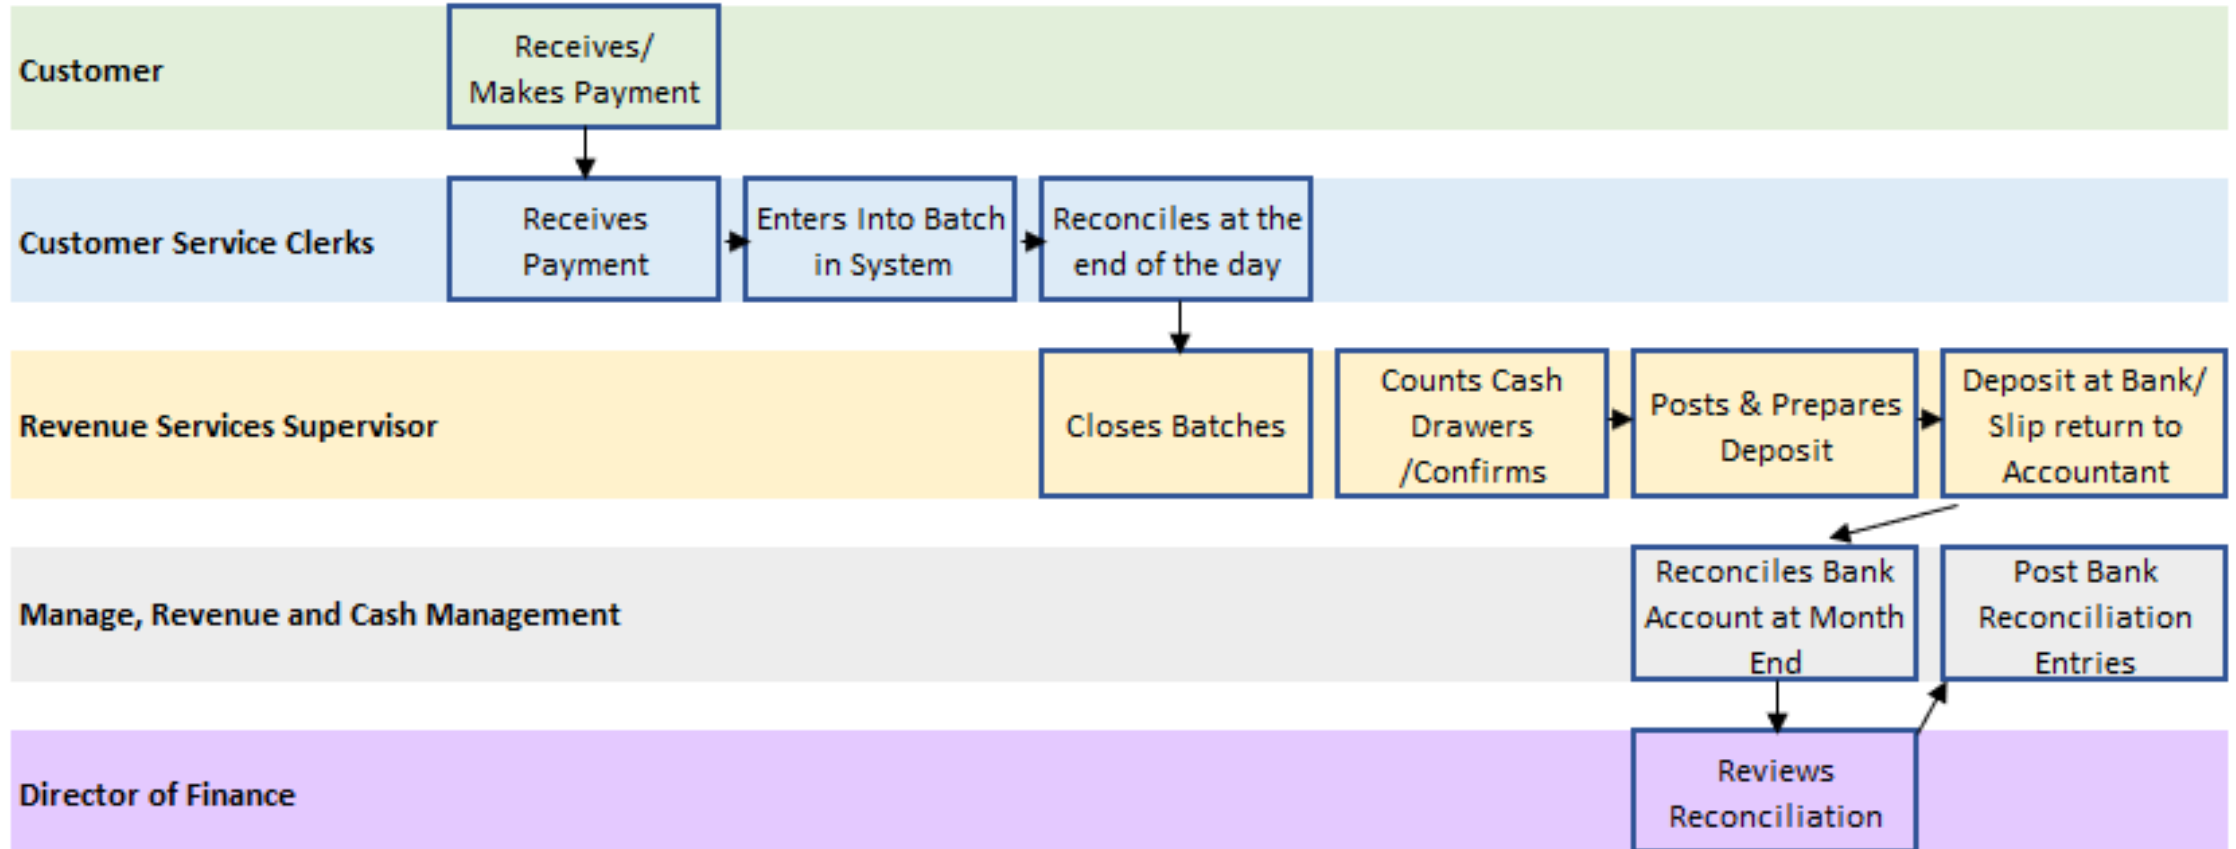 Customer
Receives/
Makes Payment
Customer Service Clerks
Receives
Payment
Enters Into Batch
in System
Reconciles at the
end of the day
Revenue Services Supervisor
Closes Batches
Counts Cash
Drawers
/Confirms
Posts & Prepares
Deposit
Deposit at Bank/
Slip return to
Accountant
Manage, Revenue and Cash Management
Reconciles Bank
Account at Month
End
Post Bank
Reconciliation
Entries
Director of Finance
Reviews
Reconciliation